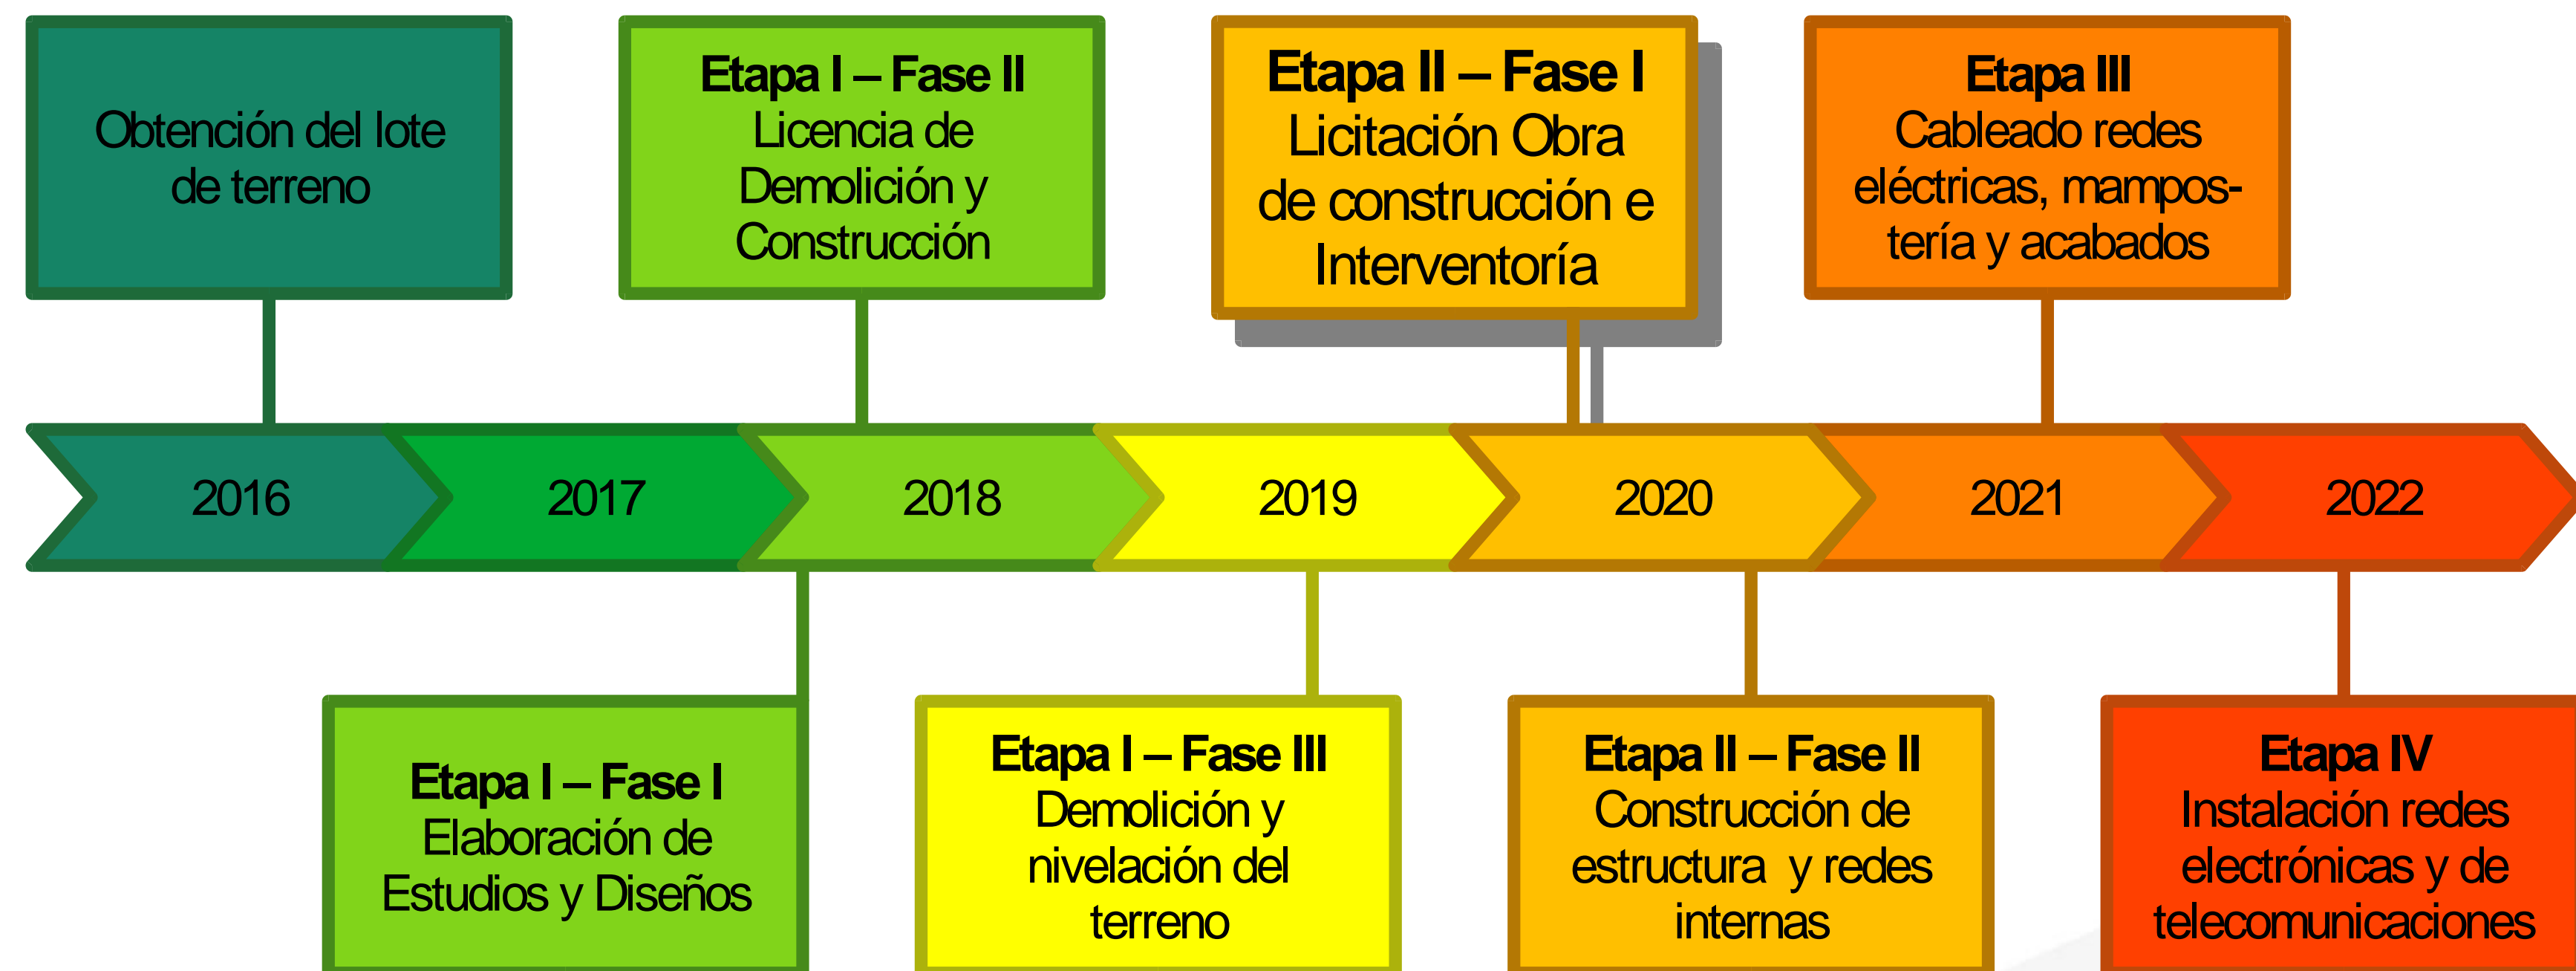 Obtención del lote
de terreno
Etapa I – Fase II
Licencia de
Demolición y
Construcción
Etapa II – Fase I
Licitación Obra
de construcción e
Interventoría
Etapa III
Cableado redes
eléctricas, mampos-
tería y acabados
2016
2017
2018
2019
2020
2021
2022
Etapa I – Fase I
Elaboración de
Estudios y Diseños
Etapa I – Fase III
Demolición y
nivelación del
terreno
Etapa II – Fase II
Construcción de
estructura y redes
internas
Etapa IV
Instalación redes
electrónicas y de
telecomunicaciones